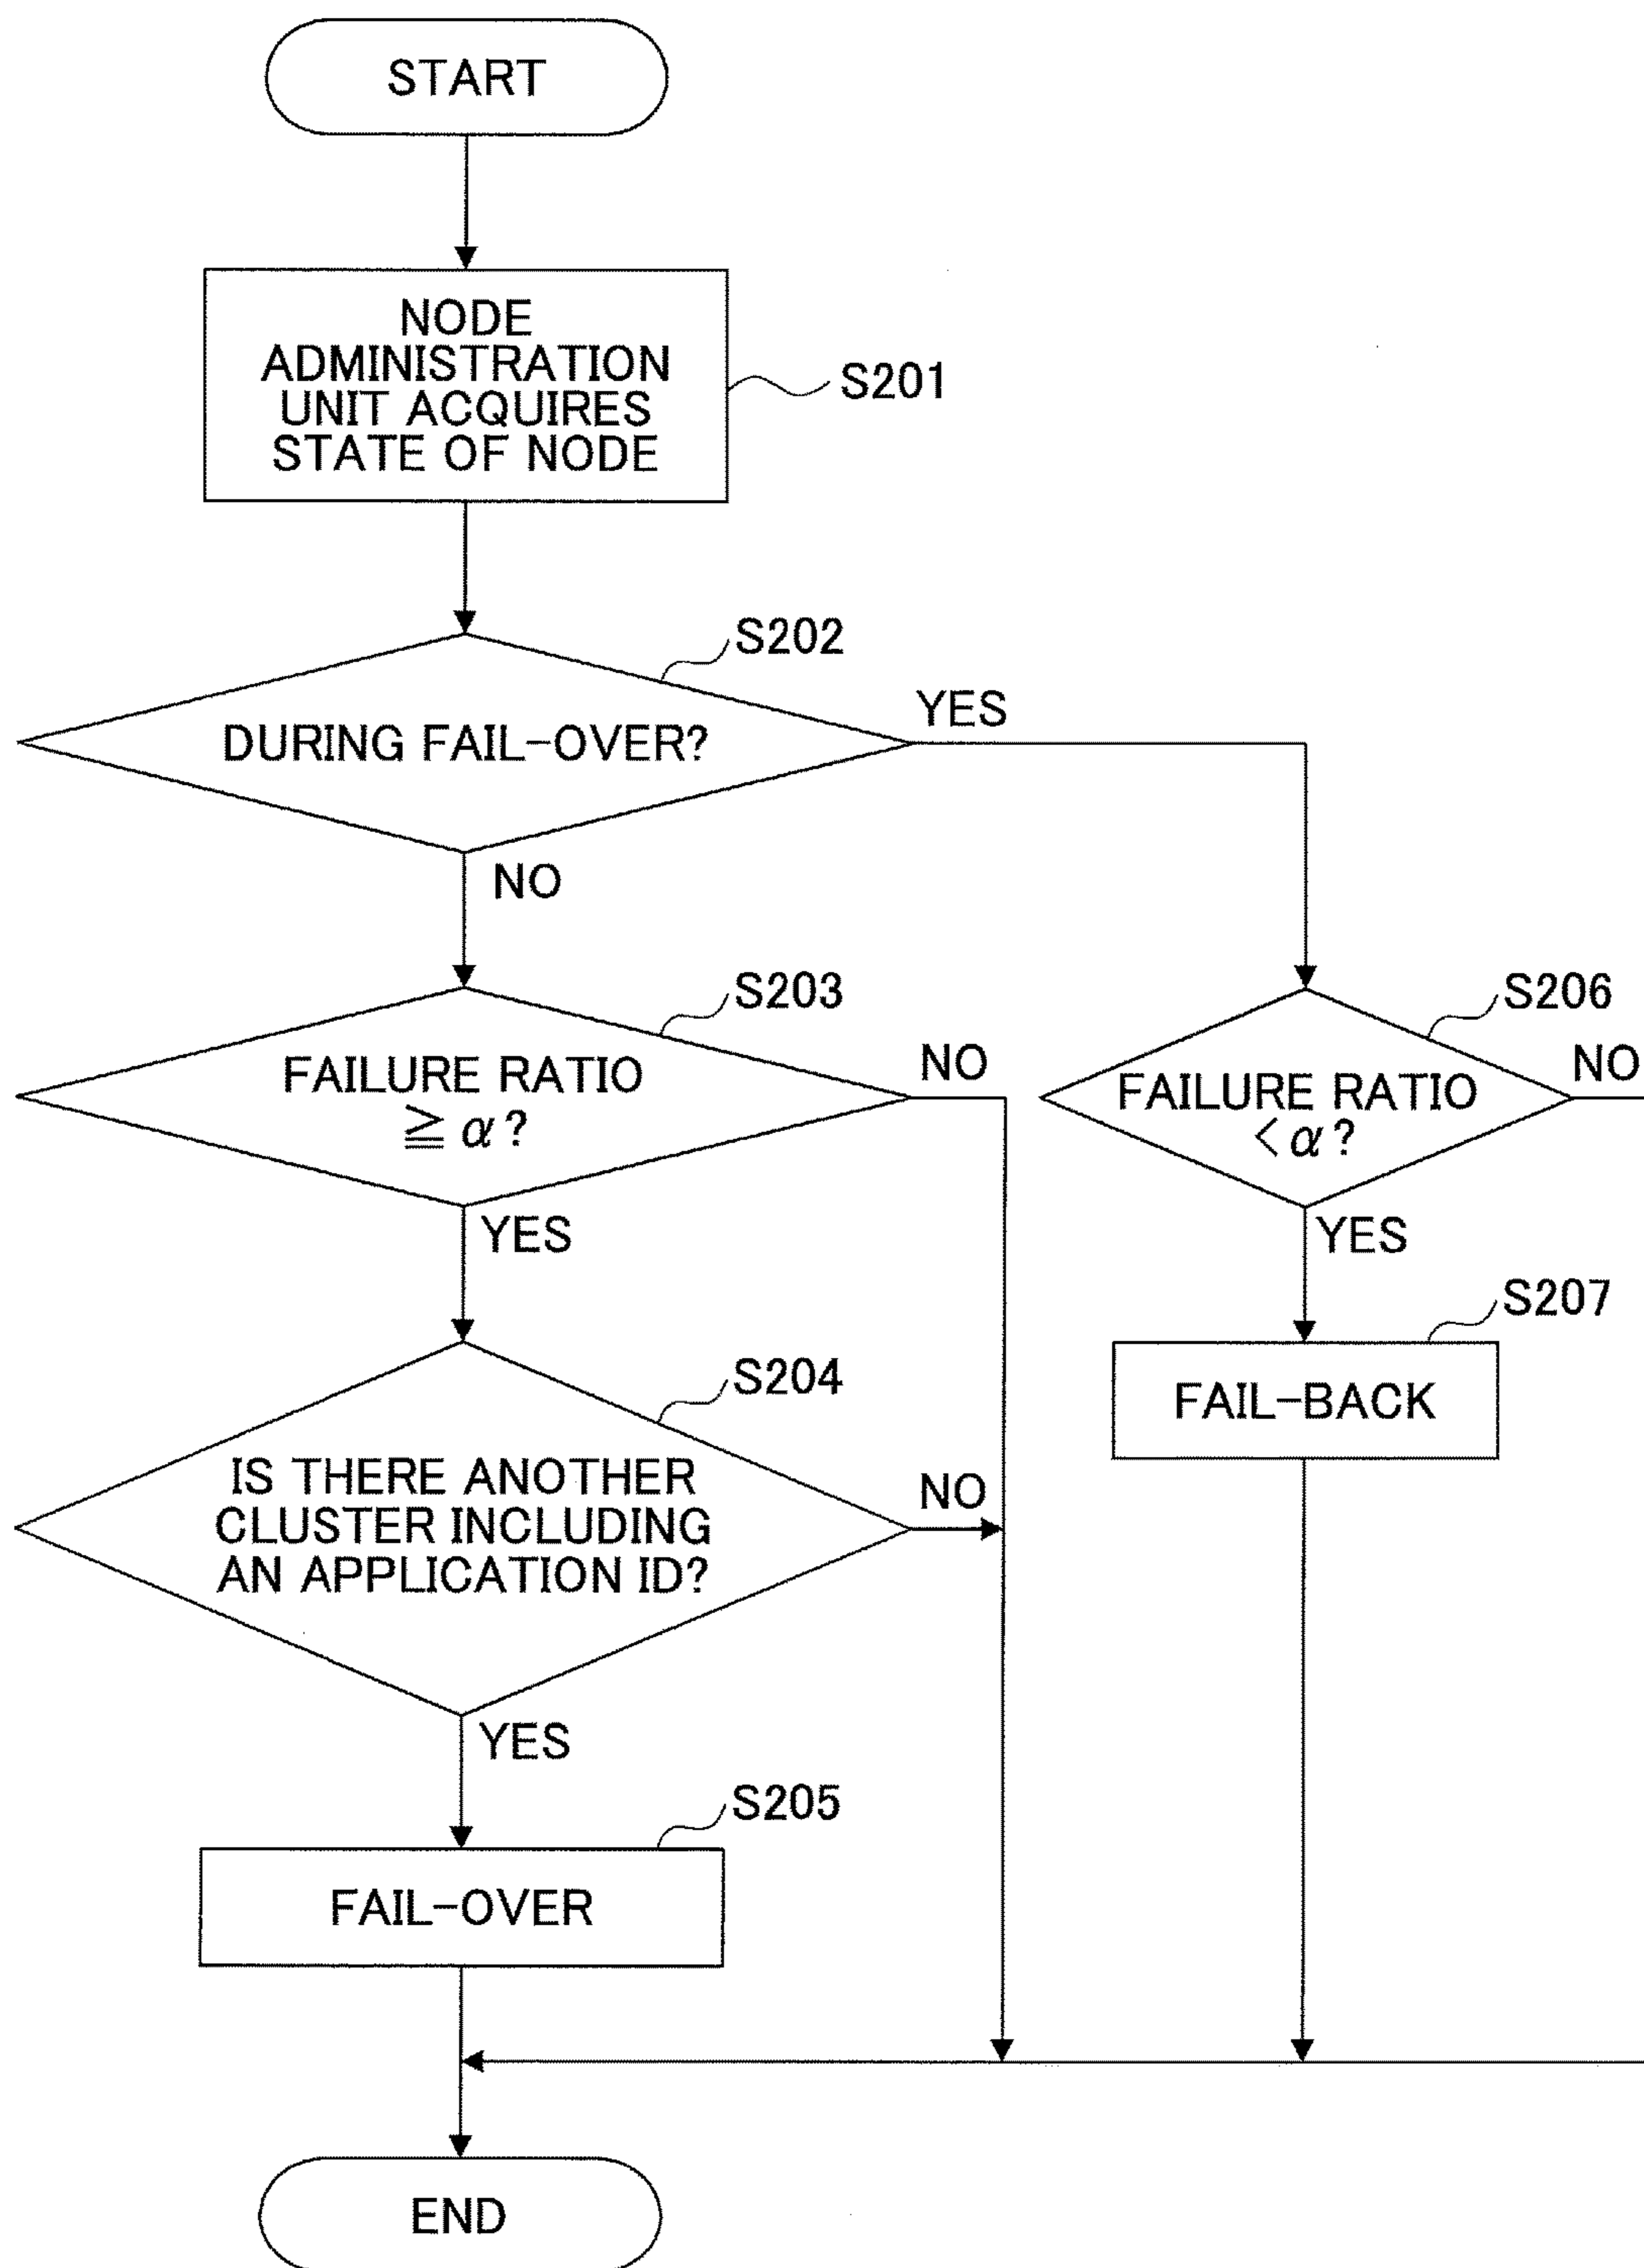 START
NODE
ADMINISTRATION
UNIT ACQUIRES
STATE OF NODE
S201
S202
DURING FAIL-OVER?
YES
NO
S203
FAILURE RATIO
≧ α?
NO
YES
S206
FAILURE RATIO
< α?
NO
YES
S207
FAIL-BACK
S204
IS THERE ANOTHER
CLUSTER INCLUDING
AN APPLICATION ID?
NO
YES
S205
FAIL-OVER
END